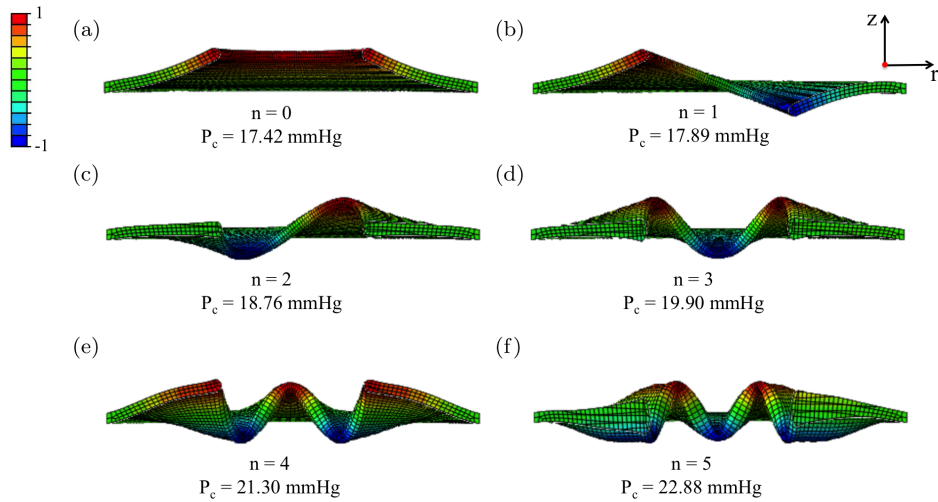 1
-1
(a)
n = 0
P_c = 17.42 mmHg
(b)
n = 1
P_c = 17.89 mmHg
z
r
(c)
n = 2
P_c = 18.76 mmHg
(d)
n = 3
P_c = 19.90 mmHg
(e)
n = 4
P_c = 21.30 mmHg
(f)
n = 5
P_c = 22.88 mmHg